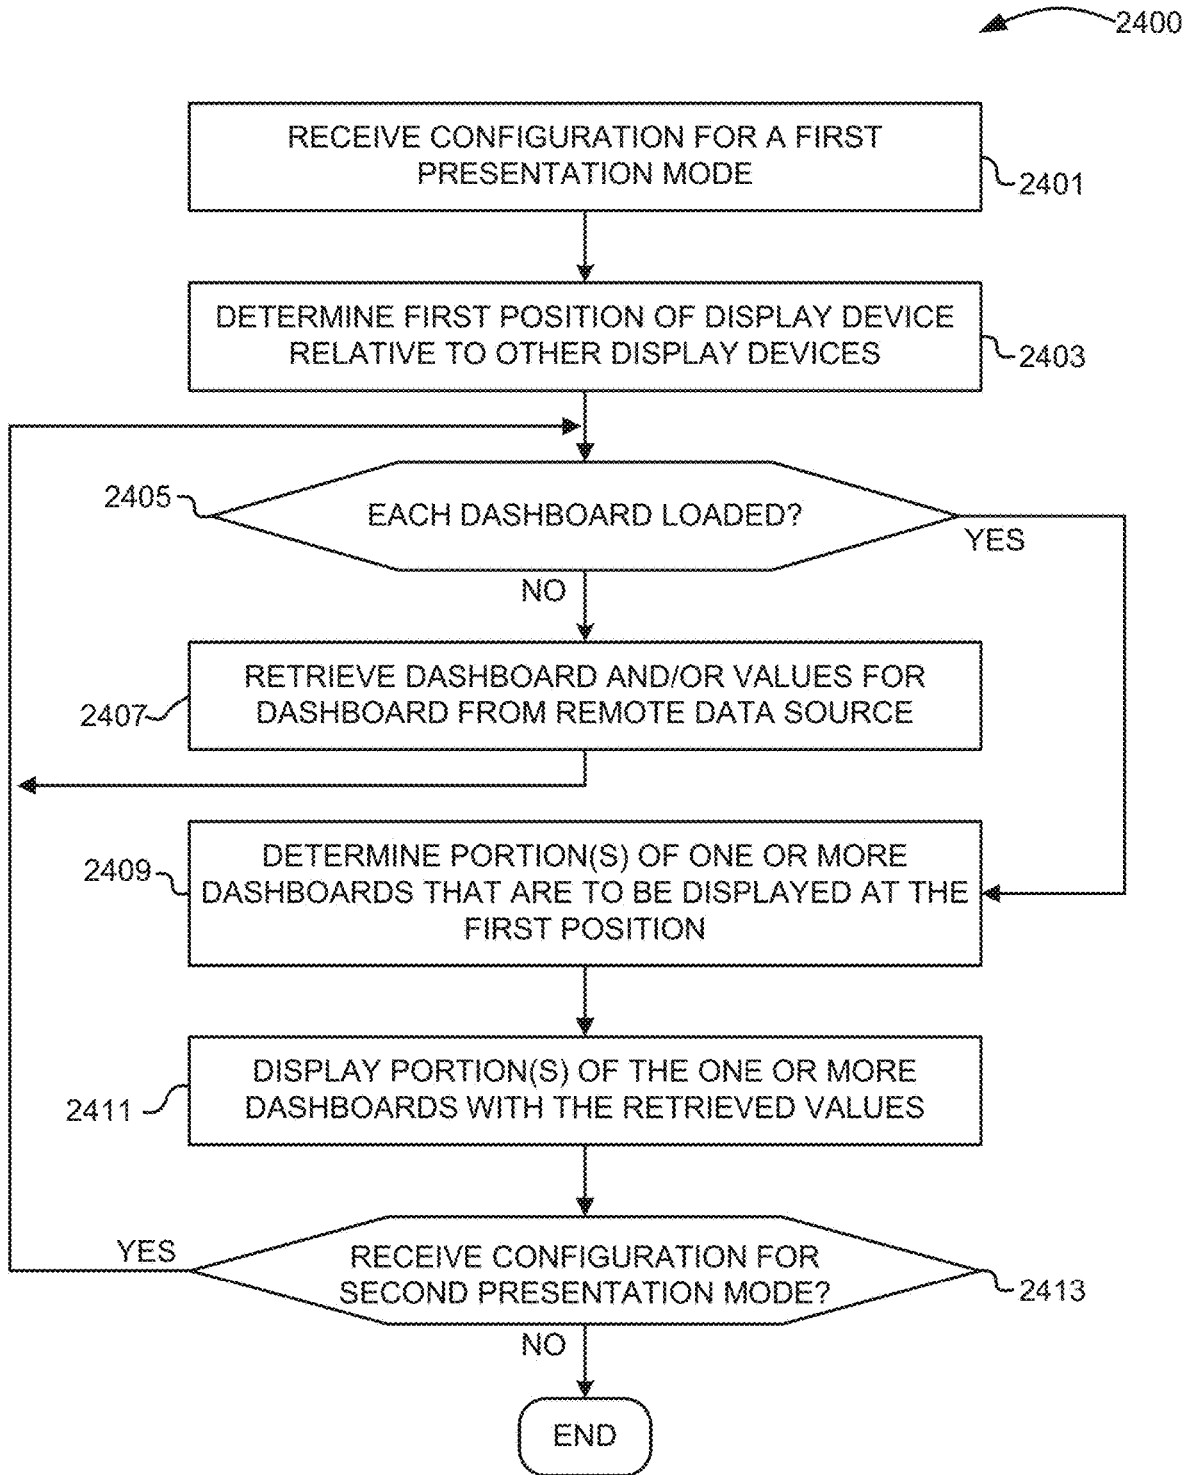 2400
RECEIVE CONFIGURATION FOR A FIRST
PRESENTATION MODE
2401
DETERMINE FIRST POSITION OF DISPLAY DEVICE
RELATIVE TO OTHER DISPLAY DEVICES
2403
2405
EACH DASHBOARD LOADED?
YES
NO
RETRIEVE DASHBOARD AND/OR VALUES FOR
DASHBOARD FROM REMOTE DATA SOURCE
2407
2409
DETERMINE PORTION(S) OF ONE OR MORE
DASHBOARDS THAT ARE TO BE DISPLAYED AT THE
FIRST POSITION
DISPLAY PORTION(S) OF THE ONE OR MORE
DASHBOARDS WITH THE RETRIEVED VALUES
2411
YES
RECEIVE CONFIGURATION FOR
SECOND PRESENTATION MODE?
2413
NO
END